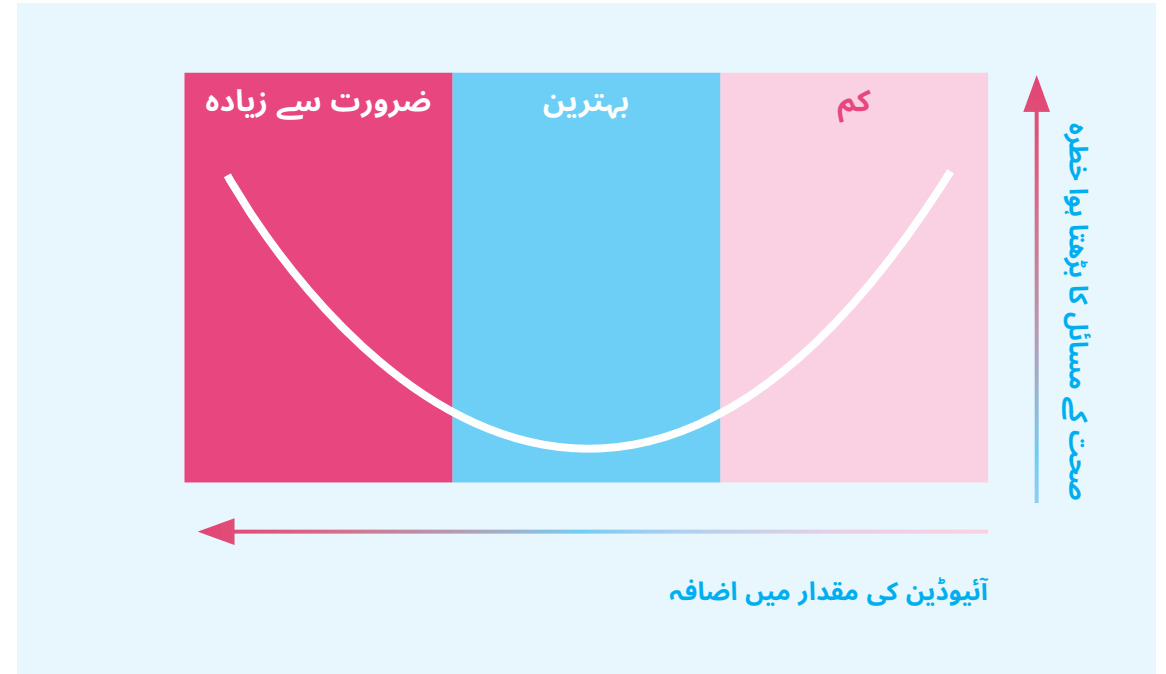 کم
بہترین
ضرورت سے زیادہ
صحت کے مسائل کا بڑھتا ہوا خطرہ
آئیوڈین کی مقدار میں اضافہ